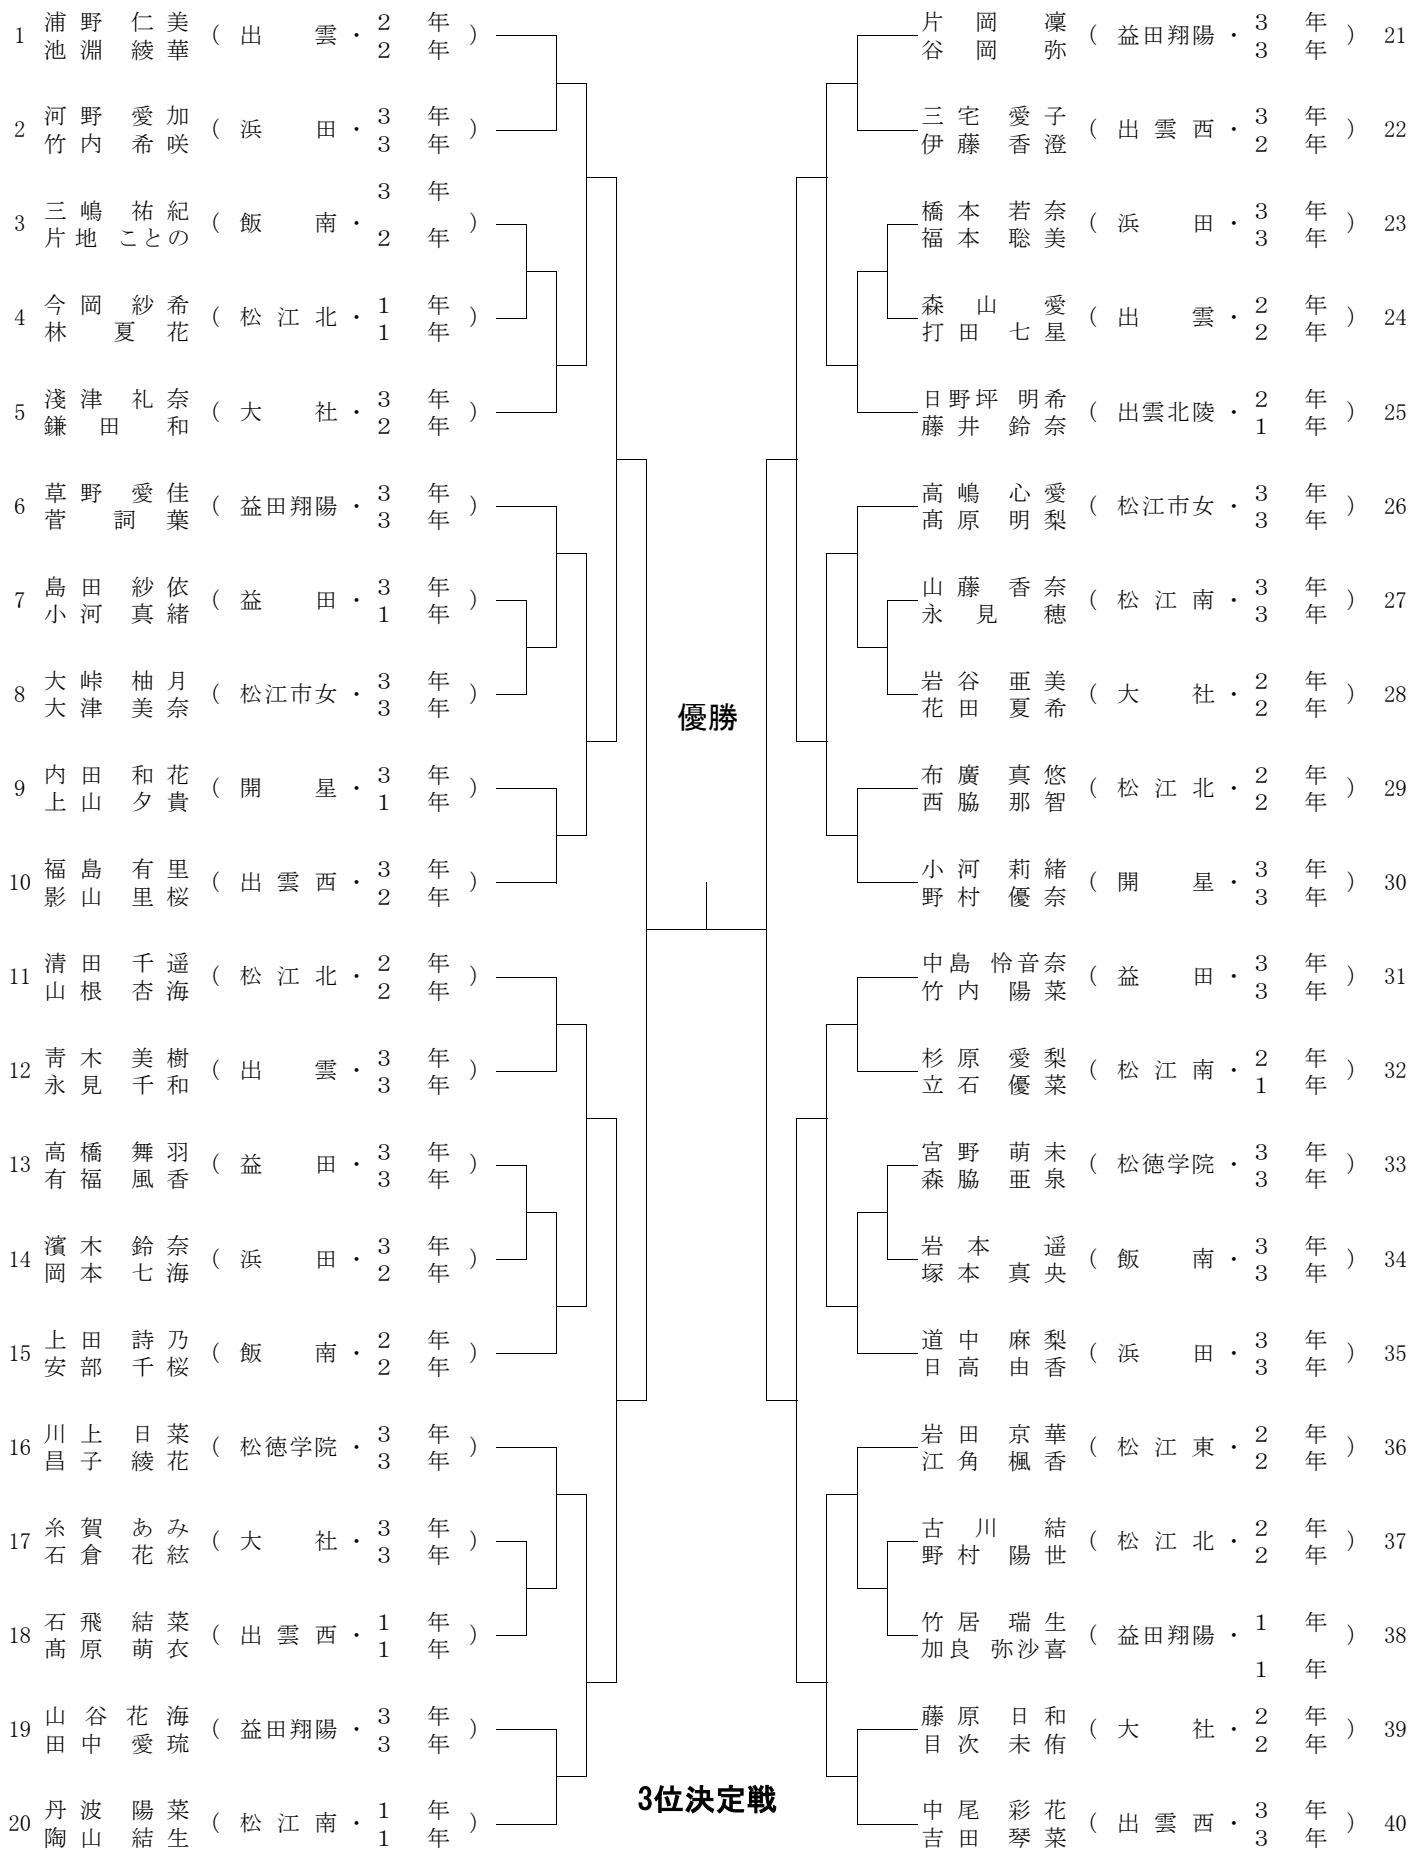 1 浦野 仁美 (出雲・2年)
池淵 綾華 2年
2 河野 愛加 (浜田・3年)
竹内 希咲 3年
3 三嶋 祐紀 (飯南・3年)
片地 ことの 2年
4 今岡 紗希 (松江北・1年)
林 夏花 1年
5 淺津 礼奈 (大社・3年)
鎌田 和 2年
6 草野 愛佳 (益田翔陽・3年)
菅 詞葉 3年
7 島田 紗依 (益田・3年)
小河 真緒 1年
8 大峠 柚月 (松江市女・3年)
大津 美奈 3年
9 内田 和花 (開星・3年)
上山 夕貴 1年
10 福島 有里 (出雲西・3年)
影山 里桜 2年
11 清田 千遥 (松江北・2年)
山根 杏海 2年
12 靑木 美樹 (出雲・3年)
永見 千和 3年
13 高橋 舞羽 (益田・3年)
有福 風香 3年
14 濱木 鈴奈 (浜田・3年)
岡本 七海 2年
15 上田 詩乃 (飯南・2年)
安部 千桜 2年
16 川上 日菜 (松徳学院・3年)
昌子 綾花 3年
17 糸賀 あみ (大社・3年)
石倉 花絃 3年
18 石飛 結菜 (出雲西・1年)
髙原 萌衣 1年
19 山谷 花海 (益田翔陽・3年)
田中 愛琉 3年
20 丹波 陽菜 (松江南・1年)
陶山 結生 1年
優勝
3位決定戦
片岡 凜 (益田翔陽・3年) 21
谷岡 弥 3年
三宅 愛子 (出雲西・3年) 22
伊藤 香澄 2年
橋本 若奈 (浜田・3年) 23
福本 聡美 3年
森山 愛 (出雲・2年) 24
打田 七星 2年
日野坪 明希 (出雲北陵・2年) 25
藤井 鈴奈 1年
高嶋 心愛 (松江市女・3年) 26
髙原 明梨 3年
山藤 香奈 (松江南・3年) 27
永見 穂 3年
岩谷 亜美 (大社・2年) 28
花田 夏希 2年
布廣 真悠 (松江北・2年) 29
西脇 那智 2年
小河 莉緒 (開星・3年) 30
野村 優奈 3年
中島 怜音奈 (益田・3年) 31
竹内 陽菜 3年
杉原 愛梨 (松江南・2年) 32
立石 優菜 1年
宮野 萌未 (松徳学院・3年) 33
森脇 亜泉 3年
岩本 遥 (飯南・3年) 34
塚本 真央 3年
道中 麻梨 (浜田・3年) 35
日高 由香 3年
岩田 京華 (松江東・2年) 36
江角 楓香 2年
古川 結 (松江北・2年) 37
野村 陽世 2年
竹居 瑞生 (益田翔陽・1年) 38
加良 弥沙喜 1年
藤原 日和 (大社・2年) 39
目次 未侑 2年
中尾 彩花 (出雲西・3年) 40
吉田 琴菜 3年